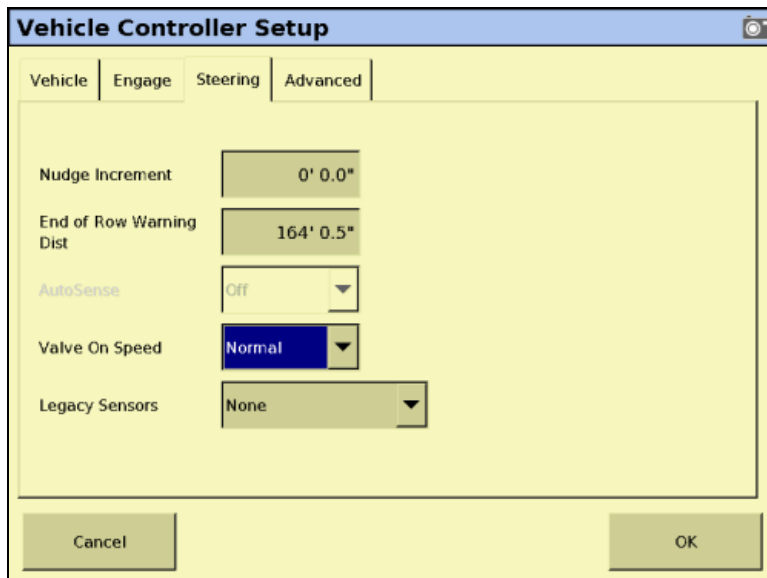 Vehicle Controller Setup
Vehicle
Engage
Steering
Advanced
Nudge Increment
0' 0.0"
End of Row Warning
Dist
164' 0.5"
AutoSense
Off
Valve On Speed
Normal
Legacy Sensors
None
Cancel
OK